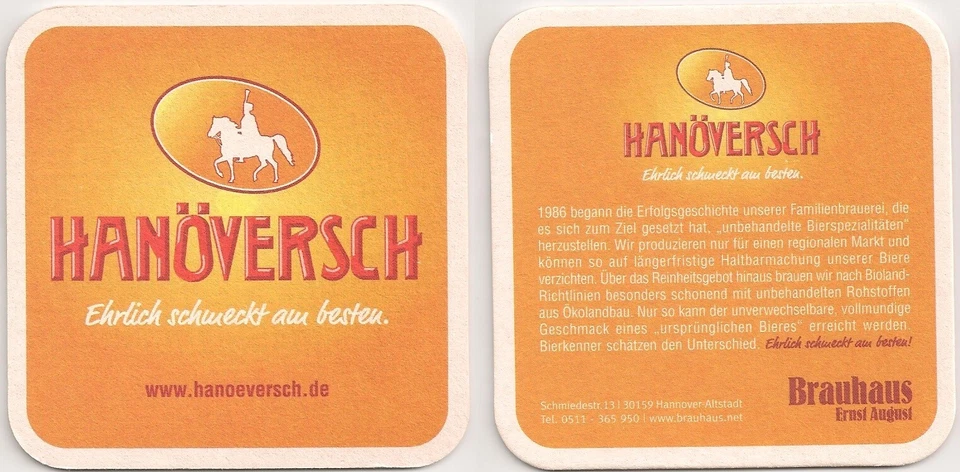 HANÖVERSCH
Ehrlich schmeckt am besten.
www.hanoeversch.de
HANÖVERSCH
Ehrlich schmeckt am besten.
1986 begann die Erfolgsgeschichte unserer Familienbrauerei, die
es sich zum Ziel gesetzt hat, „unbehandelte Bierspezialitäten"
herzustellen. Wir produzieren nur für einen regionalen Markt und
können so auf längerfristige Haltbarmachung unserer Biere
verzichten. Über das Reinheitsgebot hinaus brauen wir nach Bioland-
Richtlinien besonders schonend mit unbehandelten Rohstoffen
aus Ökolandbau. Nur so kann der unverwechselbare, vollmundige
Geschmack eines „ursprünglichen Bieres" erreicht werden.
Bierkenner schätzen den Unterschied. Ehrlich schmeckt am besten!
Schmiedestr.13 | 30159 Hannover-Altstadt
Tel. 0511 - 365 950 | www.brauhaus.net
Brauhaus
Ernst August